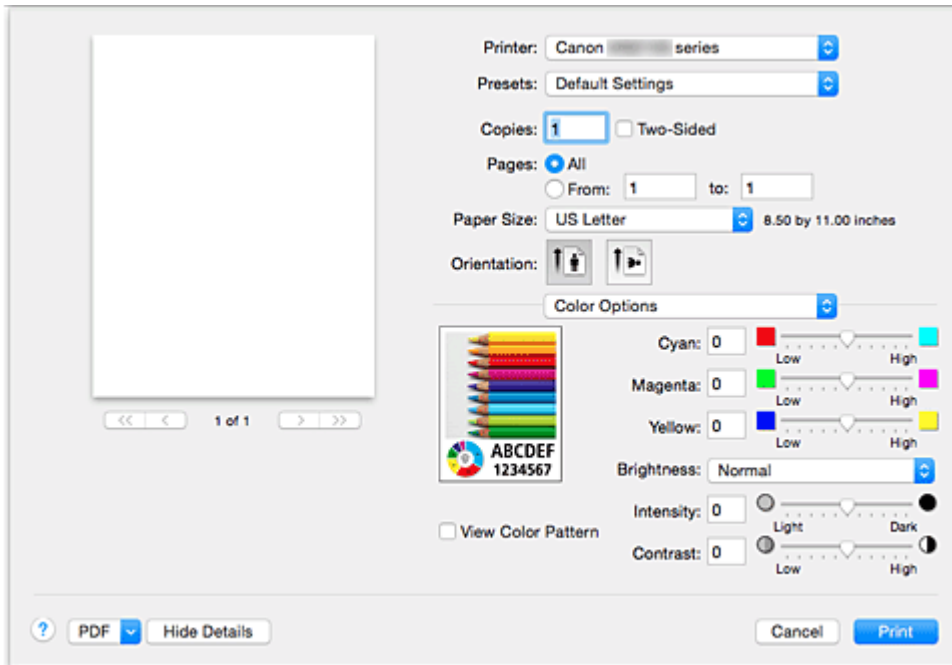 Printer: Canon series
Presets: Default Settings
Copies: 1 Two-Sided
Pages: All
From: 1 to: 1
Paper Size: US Letter 8.50 by 11.00 inches
Orientation:
Color Options
Cyan: 0
Low High
Magenta: 0
Low High
Yellow: 0
Low High
Brightness: Normal
Intensity: 0
Light Dark
Contrast: 0
Low High
ABCDEF
1234567
View Color Pattern
<< < 1 of 1 > >>
? PDF Hide Details Cancel Print